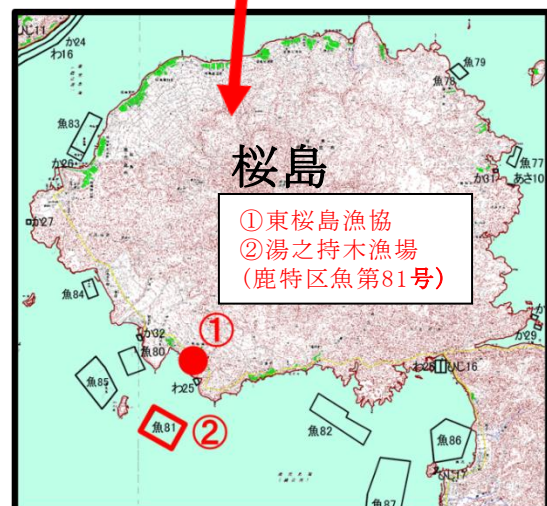 か24
わ16
魚79
魚78
魚83
桜島
魚77
か26
か31
あさ10
①東桜島漁協
②湯之持木漁場
(鹿特区魚第81号)
か27
魚84
①
か32
か29
魚80
魚85
わ25
ひじ16
魚81
②
魚82
魚86
魚87